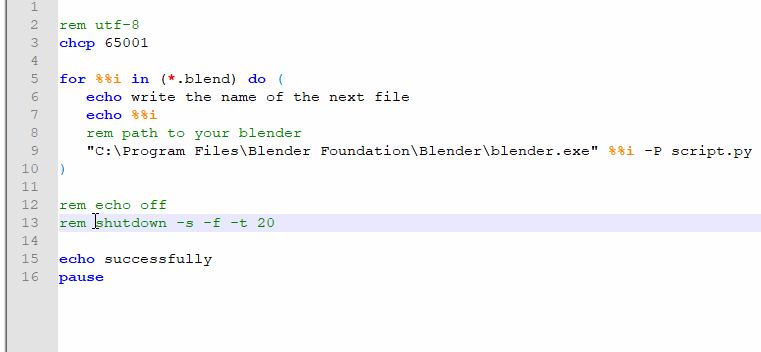 1
2 rem utf-8
3 chcp 65001
4
5 for %%i in (*.blend) do (
6 echo write the name of the next file
7 echo %%i
8 rem path to your blender
9 "C:\Program Files\Blender Foundation\Blender\blender.exe" %%i -P script.py
10 )
11
12 rem echo off
13 rem shutdown -s -f -t 20
14
15 echo successfully
16 pause